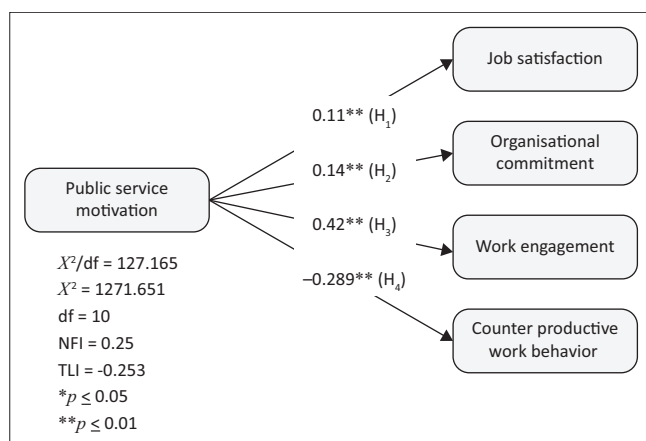 Job satisfaction
0.11** (H₁)
Organisational
commitment
0.14** (H₂)
Public service
motivation
0.42** (H₃)
Work engagement
–0.289** (H₄)
Counter productive
work behavior
X²/df = 127.165
X² = 1271.651
df = 10
NFI = 0.25
TLI = -0.253
*p ≤ 0.05
**p ≤ 0.01